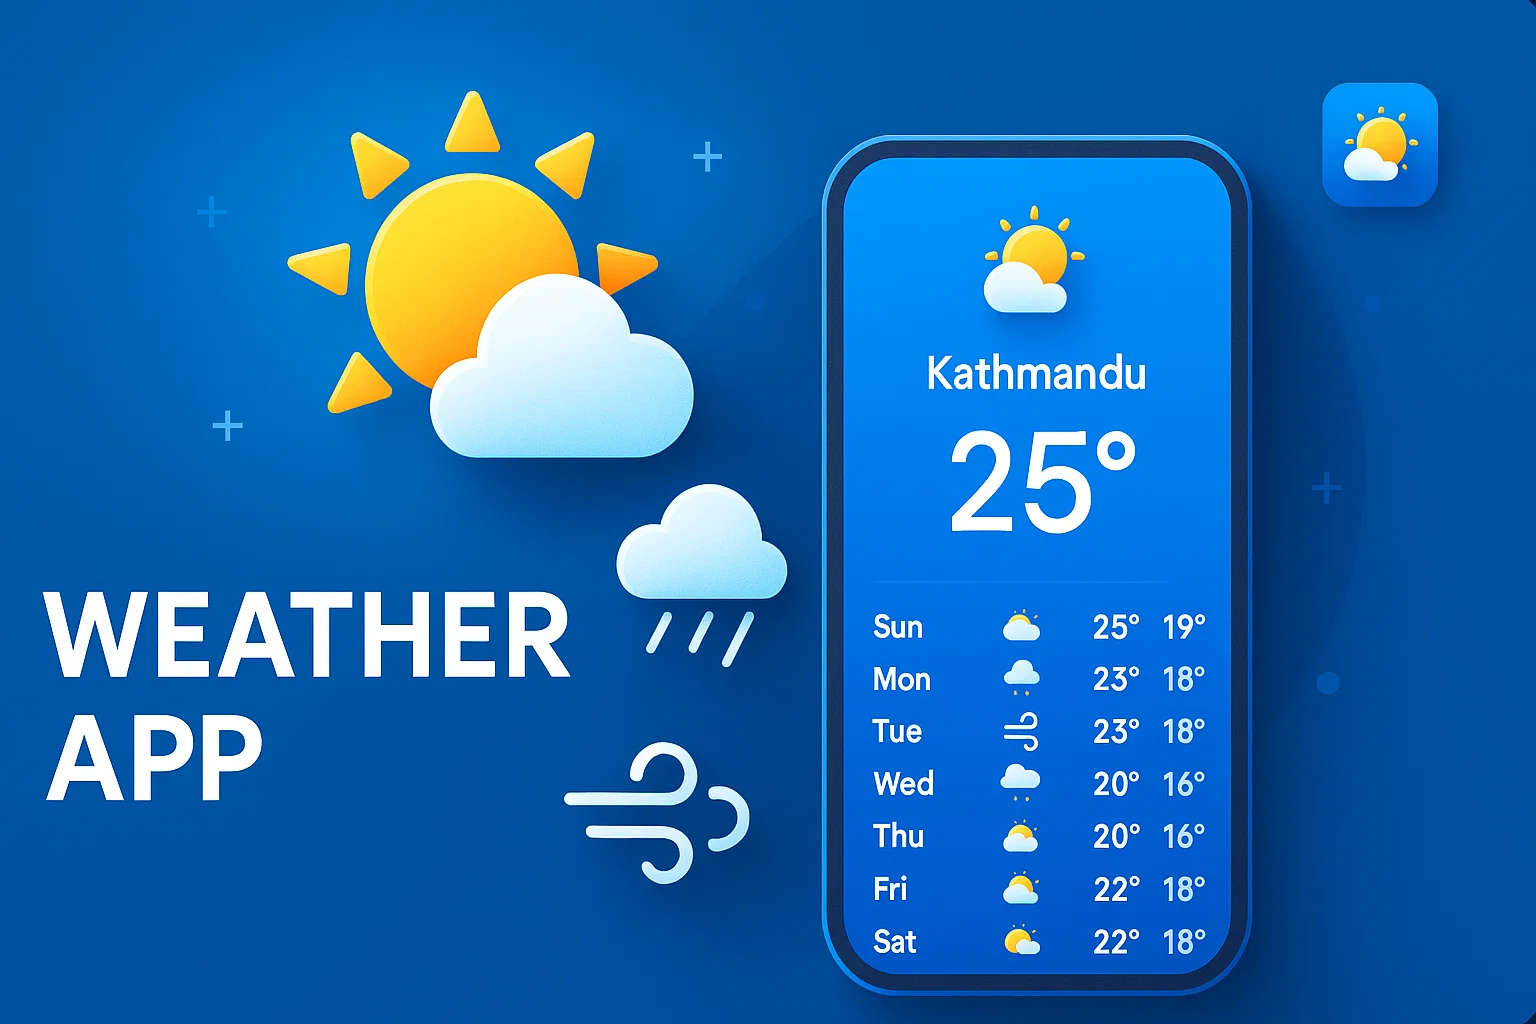 WEATHER
APP
Kathmandu
25°
Sun 25° 19°
Mon 23° 18°
Tue 23° 18°
Wed 20° 16°
Thu 20° 16°
Fri 22° 18°
Sat 22° 18°